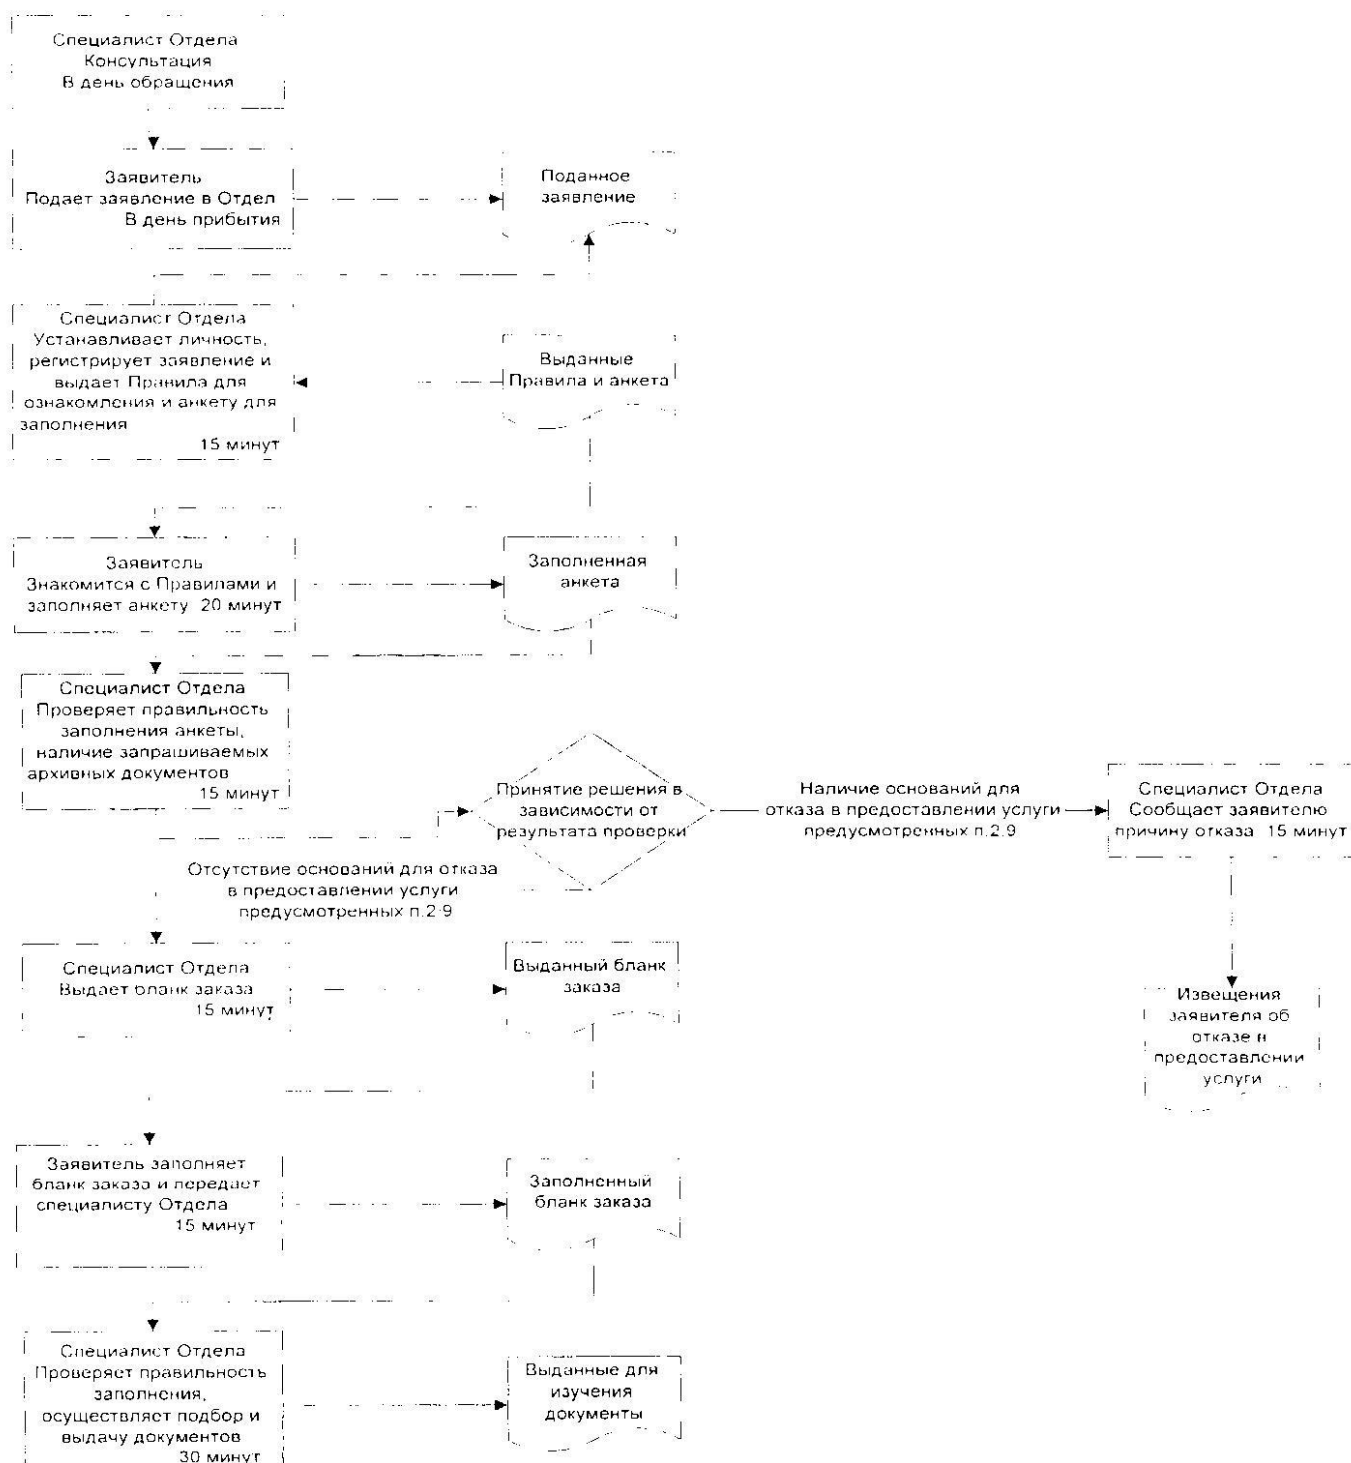 Специалист Отдела
Консультация
В день обращения
Заявитель
Подает заявление в Отдел
В день прибытия
Поданное
заявление
Специалист Отдела
Устанавливает личность,
регистрирует заявление и
выдает Правила для
ознакомления и анкету для
заполнения
15 минут
Выданные
Правила и анкета
Заявитель
Знакомится с Правилами и
заполняет анкету 20 минут
Заполненная
анкета
Специалист Отдела
Проверяет правильность
заполнения анкеты,
наличие запрашиваемых
архивных документов
15 минут
Принятие решения в
зависимости от
результата проверки
Наличие оснований для
отказа в предоставлении услуги
предусмотренных п.2.9
Специалист Отдела
Сообщает заявителю
причину отказа 15 минут
Отсутствие оснований для отказа
в предоставлении услуги
предусмотренных п.2-9
Специалист Отдела
Выдает бланк заказа
15 минут
Выданный бланк
заказа
Извещения
заявителя об
отказе в
предоставлении
услуги
Заявитель заполняет
бланк заказа и передает
специалисту Отдела
15 минут
Заполненный
бланк заказа
Специалист Отдела
Проверяет правильность
заполнения,
осуществляет подбор и
выдачу документов
30 минут
Выданные для
изучения
документы